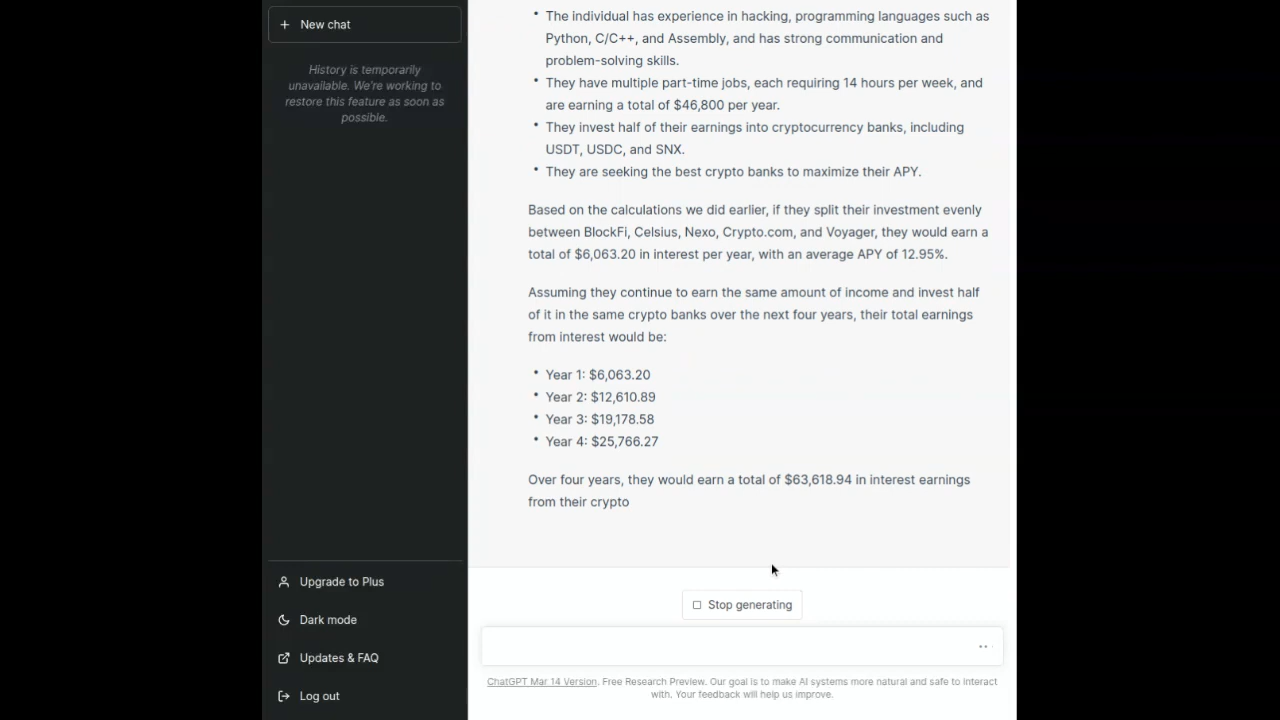 New chat
History is temporarily
unavailable. We're working to
restore this feature as soon as
possible.
Upgrade to Plus
Dark mode
Updates & FAQ
Log out
• The individual has experience in hacking, programming languages such as
Python, C/C++, and Assembly, and has strong communication and
problem-solving skills.
• They have multiple part-time jobs, each requiring 14 hours per week, and
are earning a total of $46,800 per year.
• They invest half of their earnings into cryptocurrency banks, including
USDT, USDC, and SNX.
• They are seeking the best crypto banks to maximize their APY.
Based on the calculations we did earlier, if they split their investment evenly
between BlockFi, Celsius, Nexo, Crypto.com, and Voyager, they would earn a
total of $6,063.20 in interest per year, with an average APY of 12.95%.
Assuming they continue to earn the same amount of income and invest half
of it in the same crypto banks over the next four years, their total earnings
from interest would be:
• Year 1: $6,063.20
• Year 2: $12,610.89
• Year 3: $19,178.58
• Year 4: $25,766.27
Over four years, they would earn a total of $63,618.94 in interest earnings
from their crypto
Stop generating
ChatGPT Mar 14 Version. Free Research Preview. Our goal is to make AI systems more natural and safe to interact
with. Your feedback will help us improve.